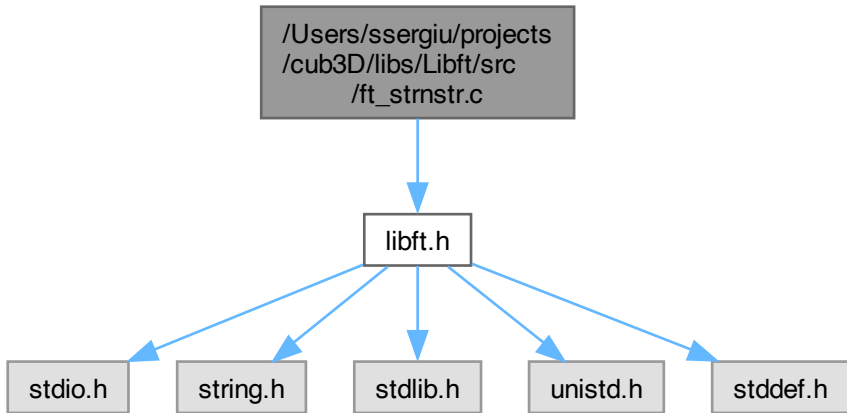 /Users/ssergiu/projects
/cub3D/libs/Libft/src
/ft_strnstr.c
libft.h
stdio.h
string.h
stdlib.h
unistd.h
stddef.h